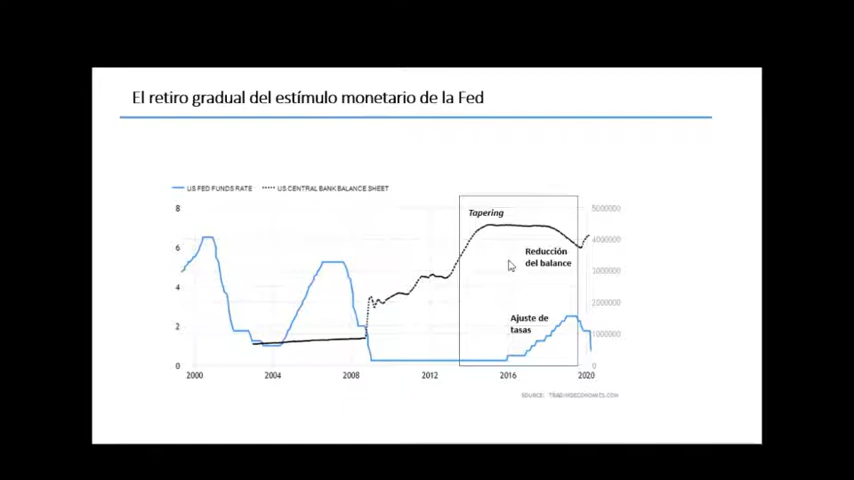 El retiro gradual del estímulo monetario de la Fed
US FED FUNDS RATE US CENTRAL BANK BALANCE SHEET
8
6
4
2
0
5000000
4000000
3000000
2000000
1000000
0
Tapering
Reducción
del balance
Ajuste de
tasas
2000 2004 2008 2012 2016 2020
SOURCE: TRADINGECONOMICS.COM